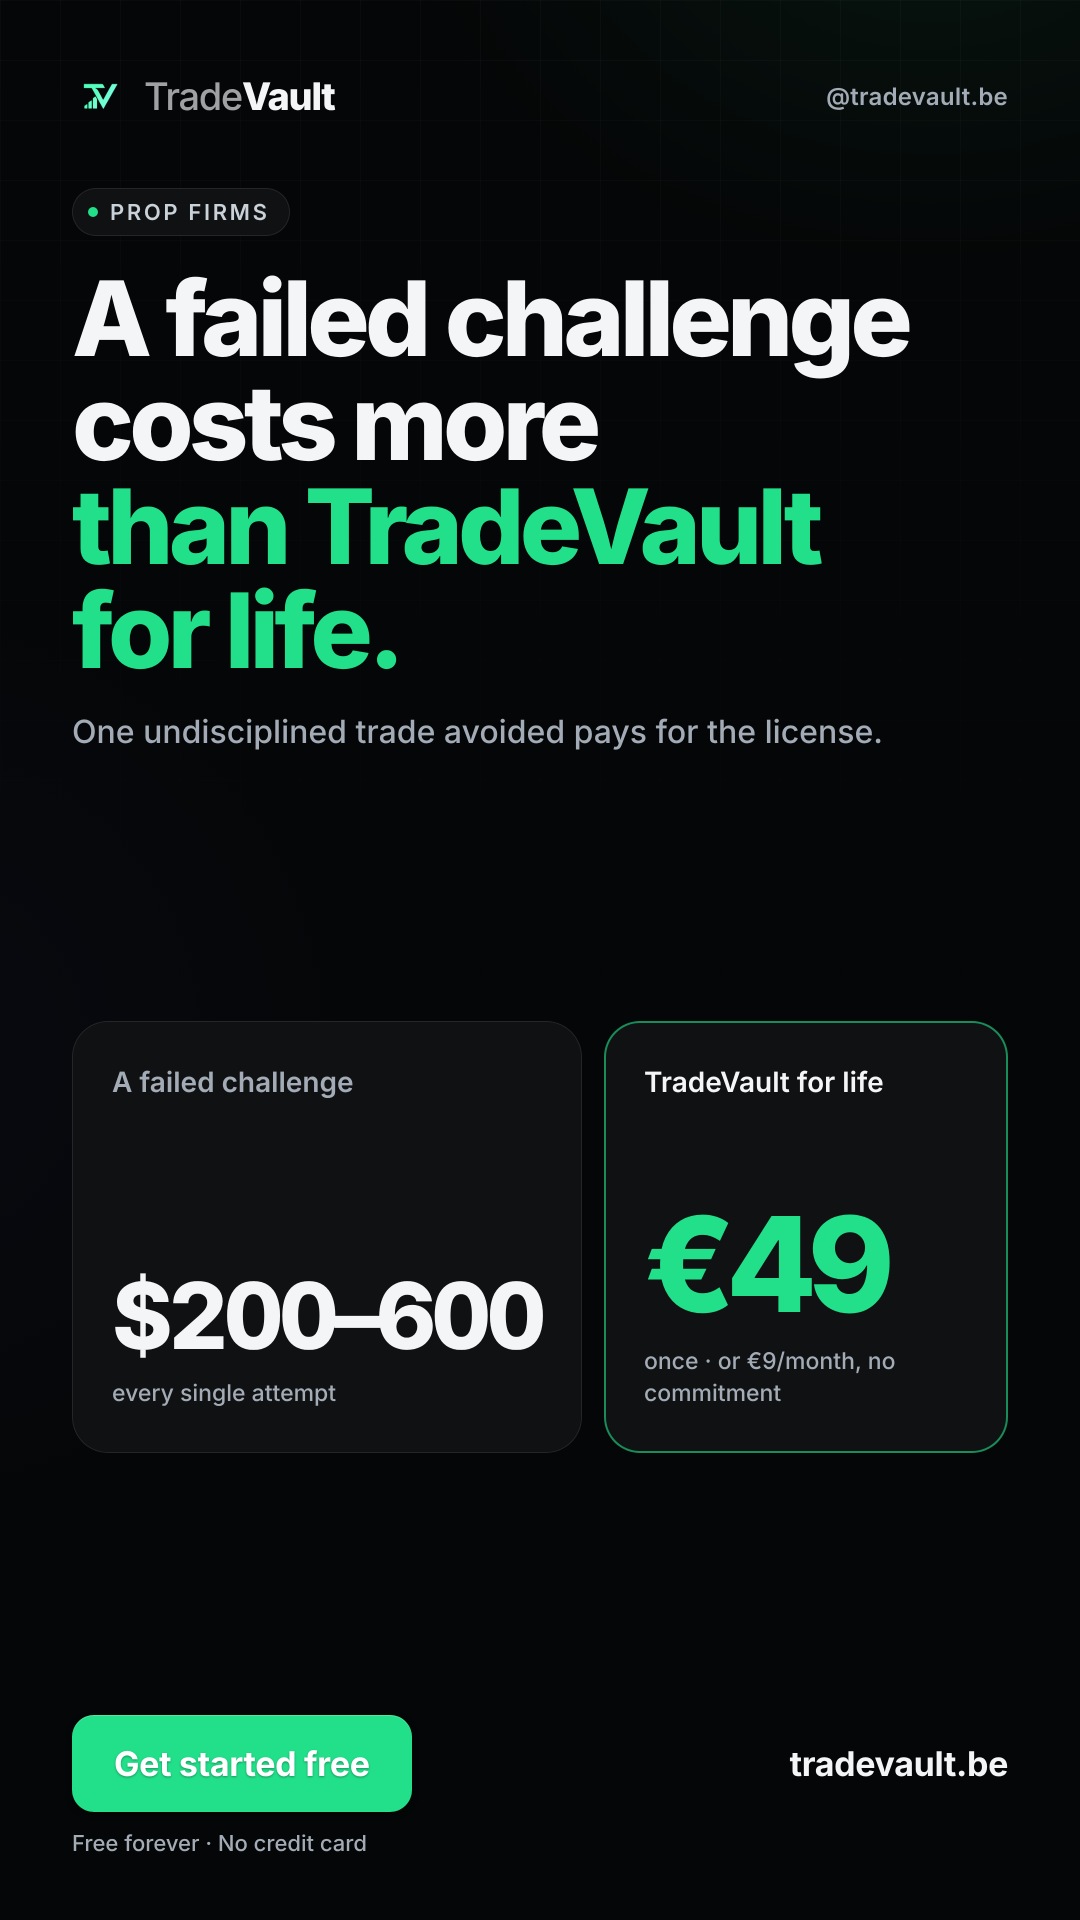 TradeVault
@tradevault.be
PROP FIRMS
A failed challenge
costs more
than TradeVault
for life.
One undisciplined trade avoided pays for the license.
A failed challenge
$200–600
every single attempt
TradeVault for life
€49
once · or €9/month, no
commitment
Get started free
tradevault.be
Free forever · No credit card